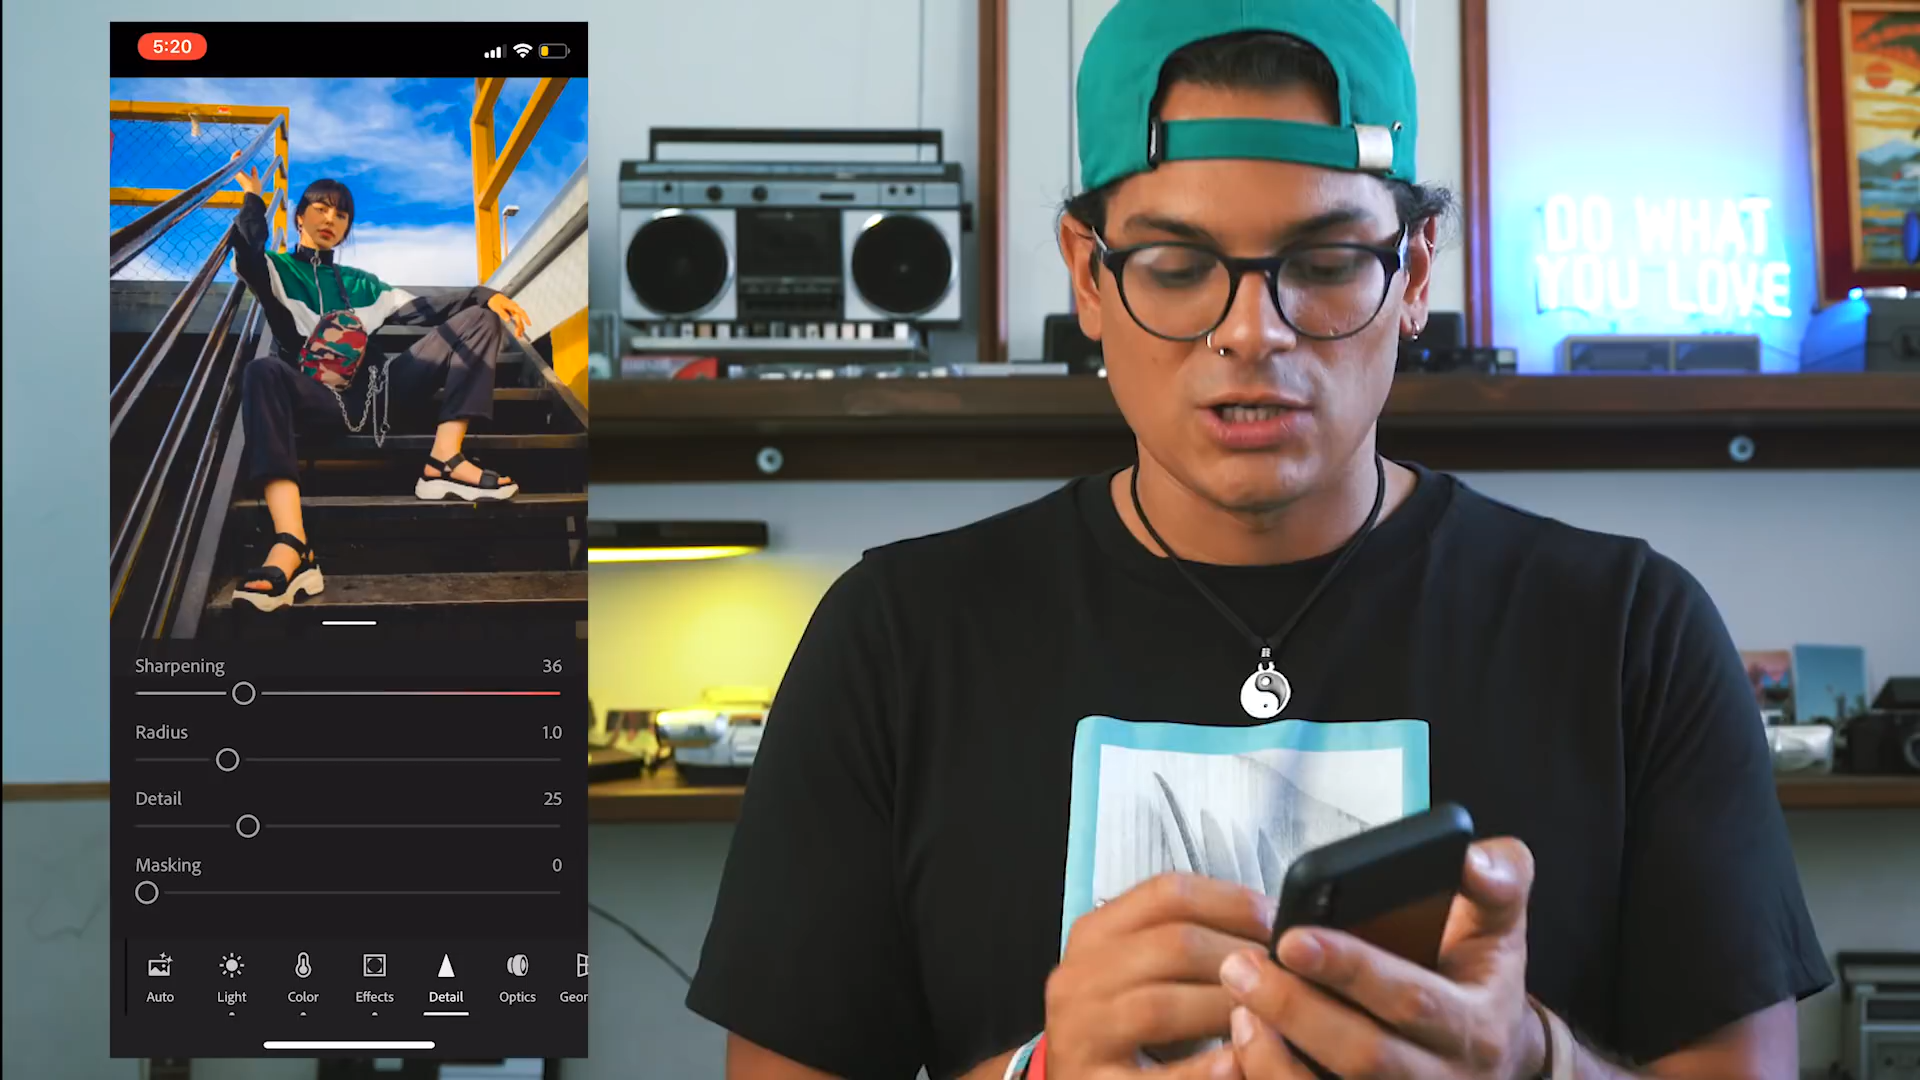 5:20
DO WHAT
YOU LOVE
Sharpening 36
Radius 1.0
Detail 25
Masking 0
Auto Light Color Effects Detail Optics Geor